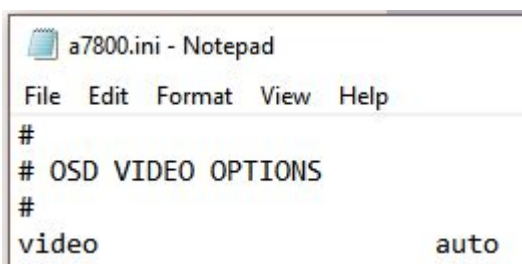 a7800.ini - Notepad
File Edit Format View Help
#
# OSD VIDEO OPTIONS
#
video auto